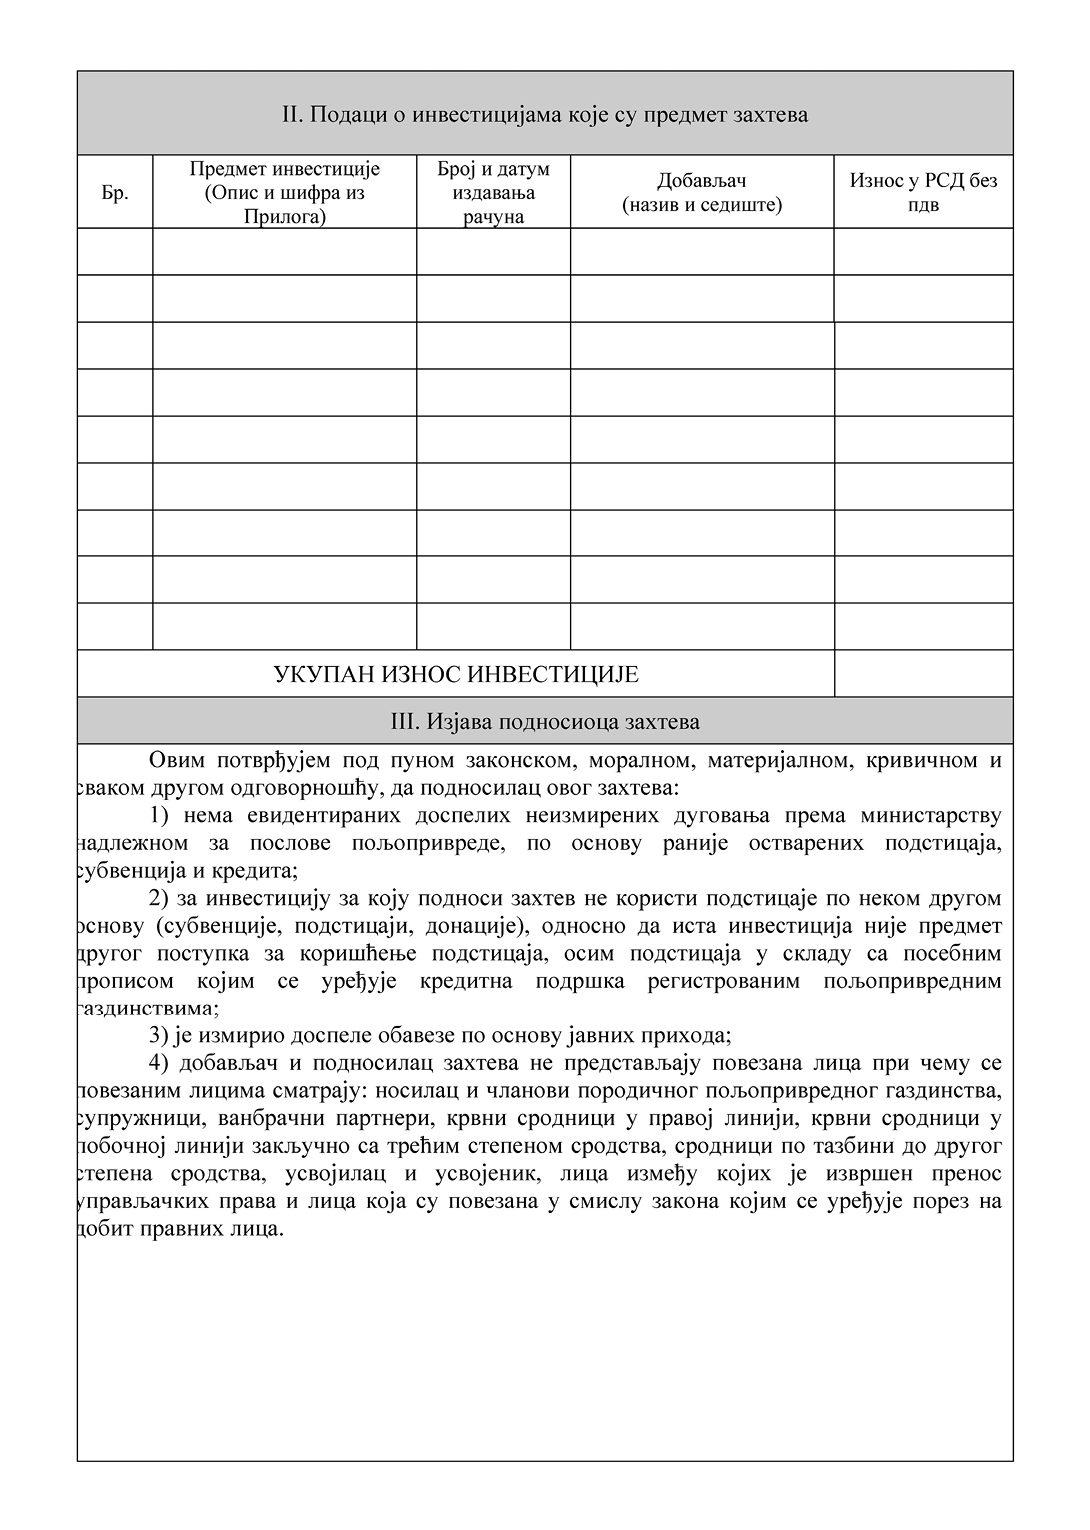 II. Подаци о инвестицијама које су предмет захтева
Бр.
Предмет инвестиције
(Опис и шифра из
Прилога)
Број и датум
издавања
рачуна
Добављач
(назив и седиште)
Износ у РСД без
пдв
УКУПАН ИЗНОС ИНВЕСТИЦИЈЕ
III. Изјава подносиоца захтева
Овим потврђујем под пуном законском, моралном, материјалном, кривичном и
сваком другом одговорношћу, да подносилац овог захтева:
1) нема евидентираних доспелих неизмирених дуговања према министарству
надлежном за послове пољопривреде, по основу раније остварених подстицаја,
субвенција и кредита;
2) за инвестицију за коју подноси захтев не користи подстицаје по неком другом
основу (субвенције, подстицаји, донације), односно да иста инвестиција није предмет
другог поступка за коришћење подстицаја, осим подстицаја у складу са посебним
прописом којим се уређује кредитна подршка регистрованим пољопривредним
газдинствима;
3) је измирио доспеле обавезе по основу јавних прихода;
4) добављач и подносилац захтева не представљају повезана лица при чему се
повезаним лицима сматрају: носилац и чланови породичног пољопривредног газдинства,
супружници, ванбрачни партнери, крвни сродници у правој линији, крвни сродници у
побочној линији закључно са трећим степеном сродства, сродници по тазбини до другог
степена сродства, усвојилац и усвојеник, лица између којих је извршен пренос
управљачких права и лица која су повезана у смислу закона којим се уређује порез на
добит правних лица.